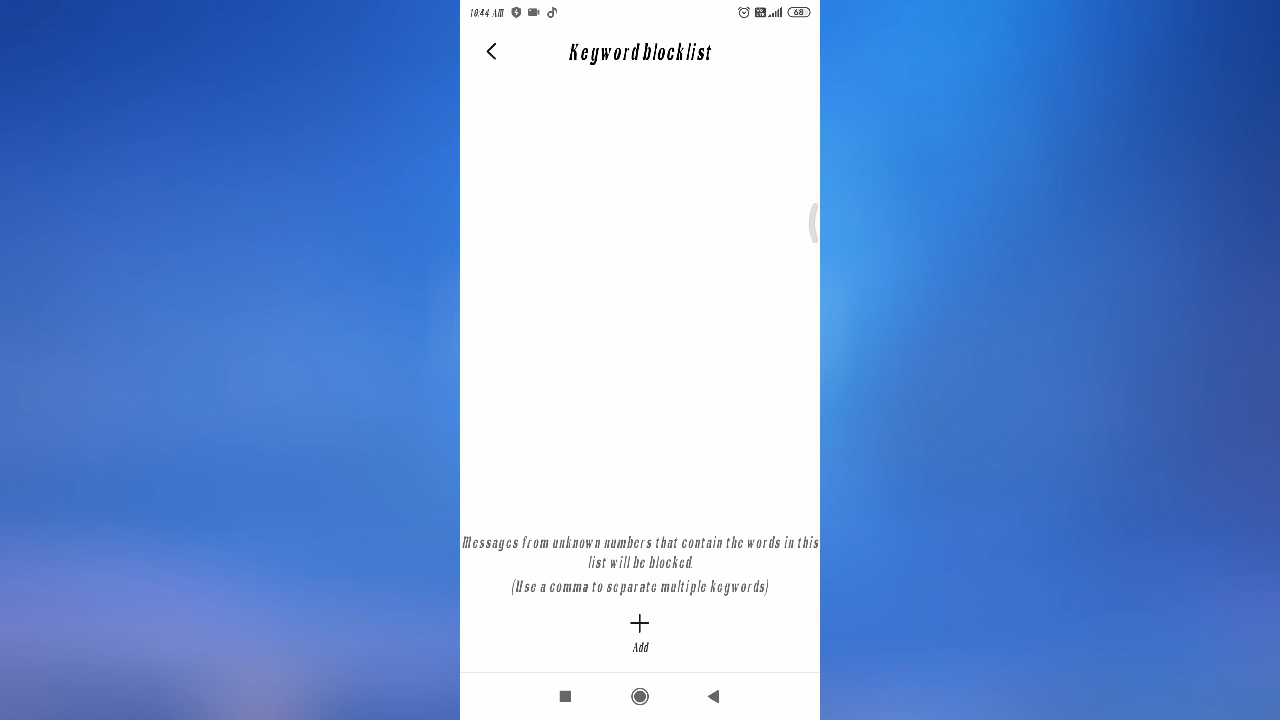 10:44 AM
68
Keyword blocklist
Messages from unknown numbers that contain the words in this
list will be blocked.
(Use a comma to separate multiple keywords)
Add